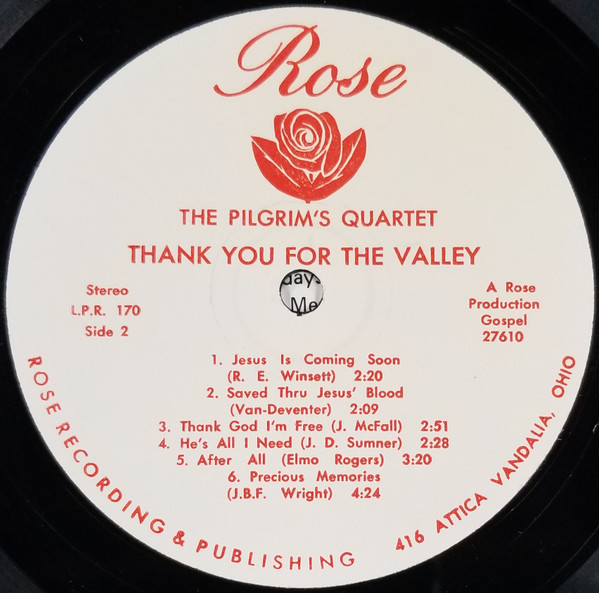 Rose
THE PILGRIM'S QUARTET
THANK YOU FOR THE VALLEY
Stereo
L.P.R. 170
Side 2
day
Me
A Rose
Production
Gospel
27610
1. Jesus Is Coming Soon
(R. E. Winsett) 2:20
2. Saved Thru Jesus' Blood
(Van-Deventer) 2:09
3. Thank God I'm Free (J. McFall) 2:51
4. He's All I Need (J. D. Sumner) 2:28
5. After All (Elmo Rogers) 3:20
6. Precious Memories
(J.B.F. Wright) 4:24
ROSE RECORDING & PUBLISHING 416 ATTICA VANDALIA, OHIO